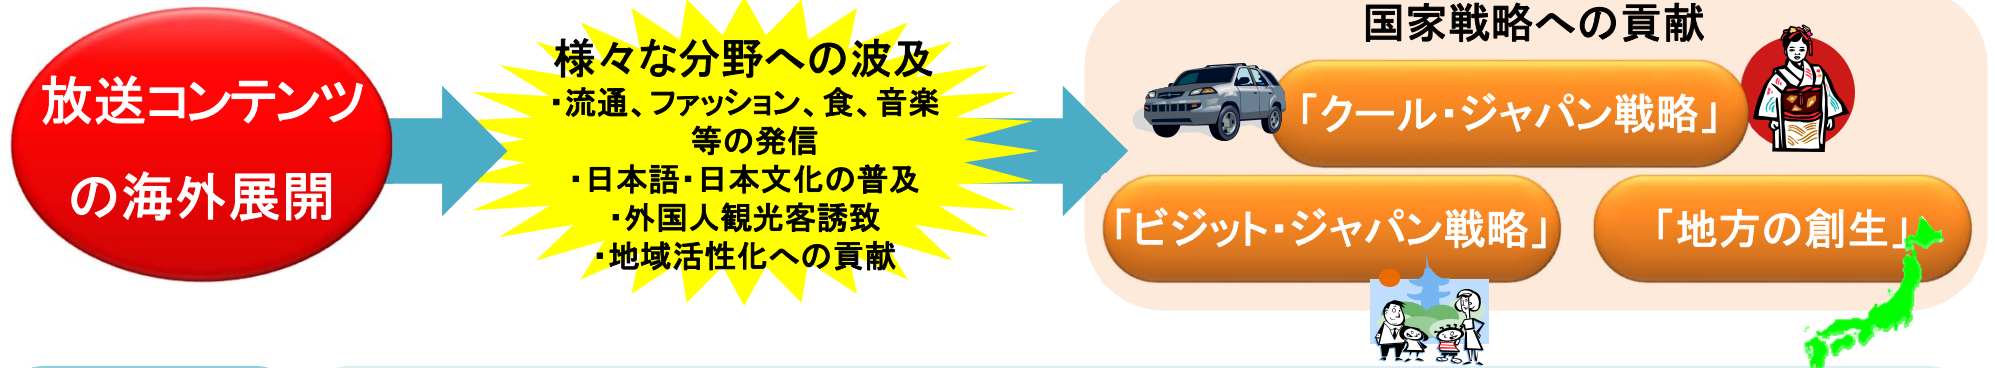 放送コンテンツ
の海外展開
様々な分野への波及
・流通、ファッション、食、音楽
等の発信
・日本語・日本文化の普及
・外国人観光客誘致
・地域活性化への貢献
国家戦略への貢献
「クール・ジャパン戦略」
「ビジット・ジャパン戦略」
「地方の創生」